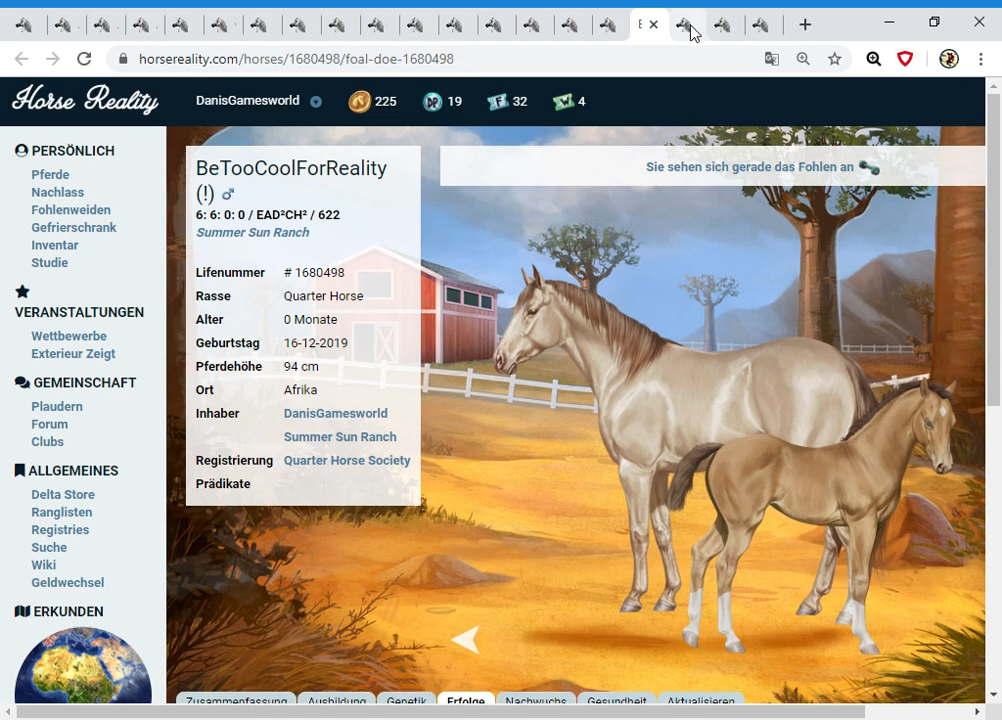 E
horsereality.com/horses/1680498/foal-doe-1680498
Horse Reality
DanisGamesworld
225
DP
19
F
32
4
PERSÖNLICH
Pferde
Nachlass
Fohlenweiden
Gefrierschrank
Inventar
Studie
VERANSTALTUNGEN
Wettbewerbe
Exterieur Zeigt
GEMEINSCHAFT
Plaudern
Forum
Clubs
ALLGEMEINES
Delta Store
Ranglisten
Registries
Suche
Wiki
Geldwechsel
ERKUNDEN
BeTooCoolForReality
(!) ♂
6: 6: 0: 0 / EAD²CH² / 622
Summer Sun Ranch
Lifenummer # 1680498
Rasse Quarter Horse
Alter 0 Monate
Geburtstag 16-12-2019
Pferdehöhe 94 cm
Ort Afrika
Inhaber DanisGamesworld
Summer Sun Ranch
Registrierung Quarter Horse Society
Prädikate
Sie sehen sich gerade das Fohlen an
Zusammenfassung Ausbildung Genetik Erfolge Nachwuchs Gesundheit Aktualisieren